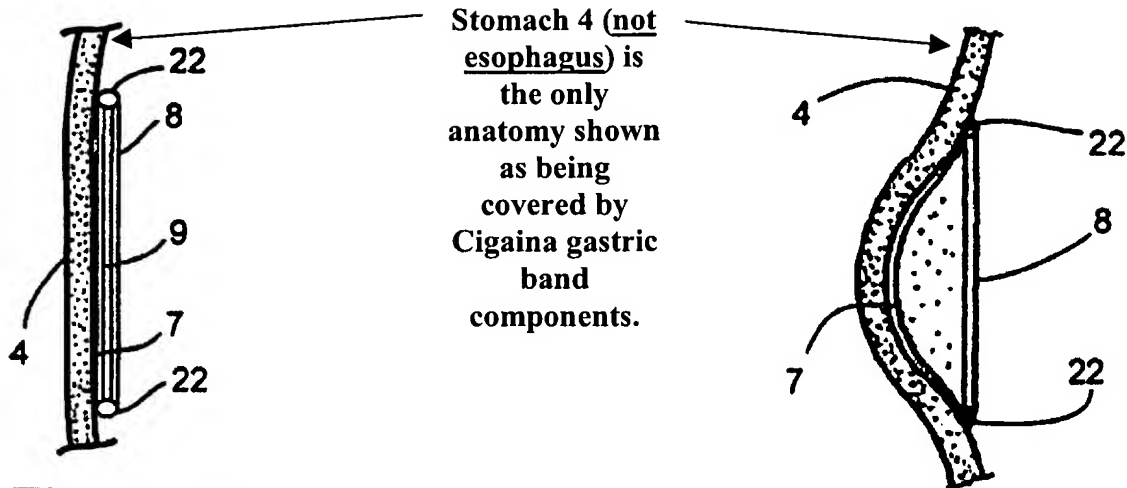 Stomach 4 (not
esophagus) is
the only
anatomy shown
as being
covered by
Cigaina gastric
band
components.
22
8
9
7
4
22
4
22
8
7
22